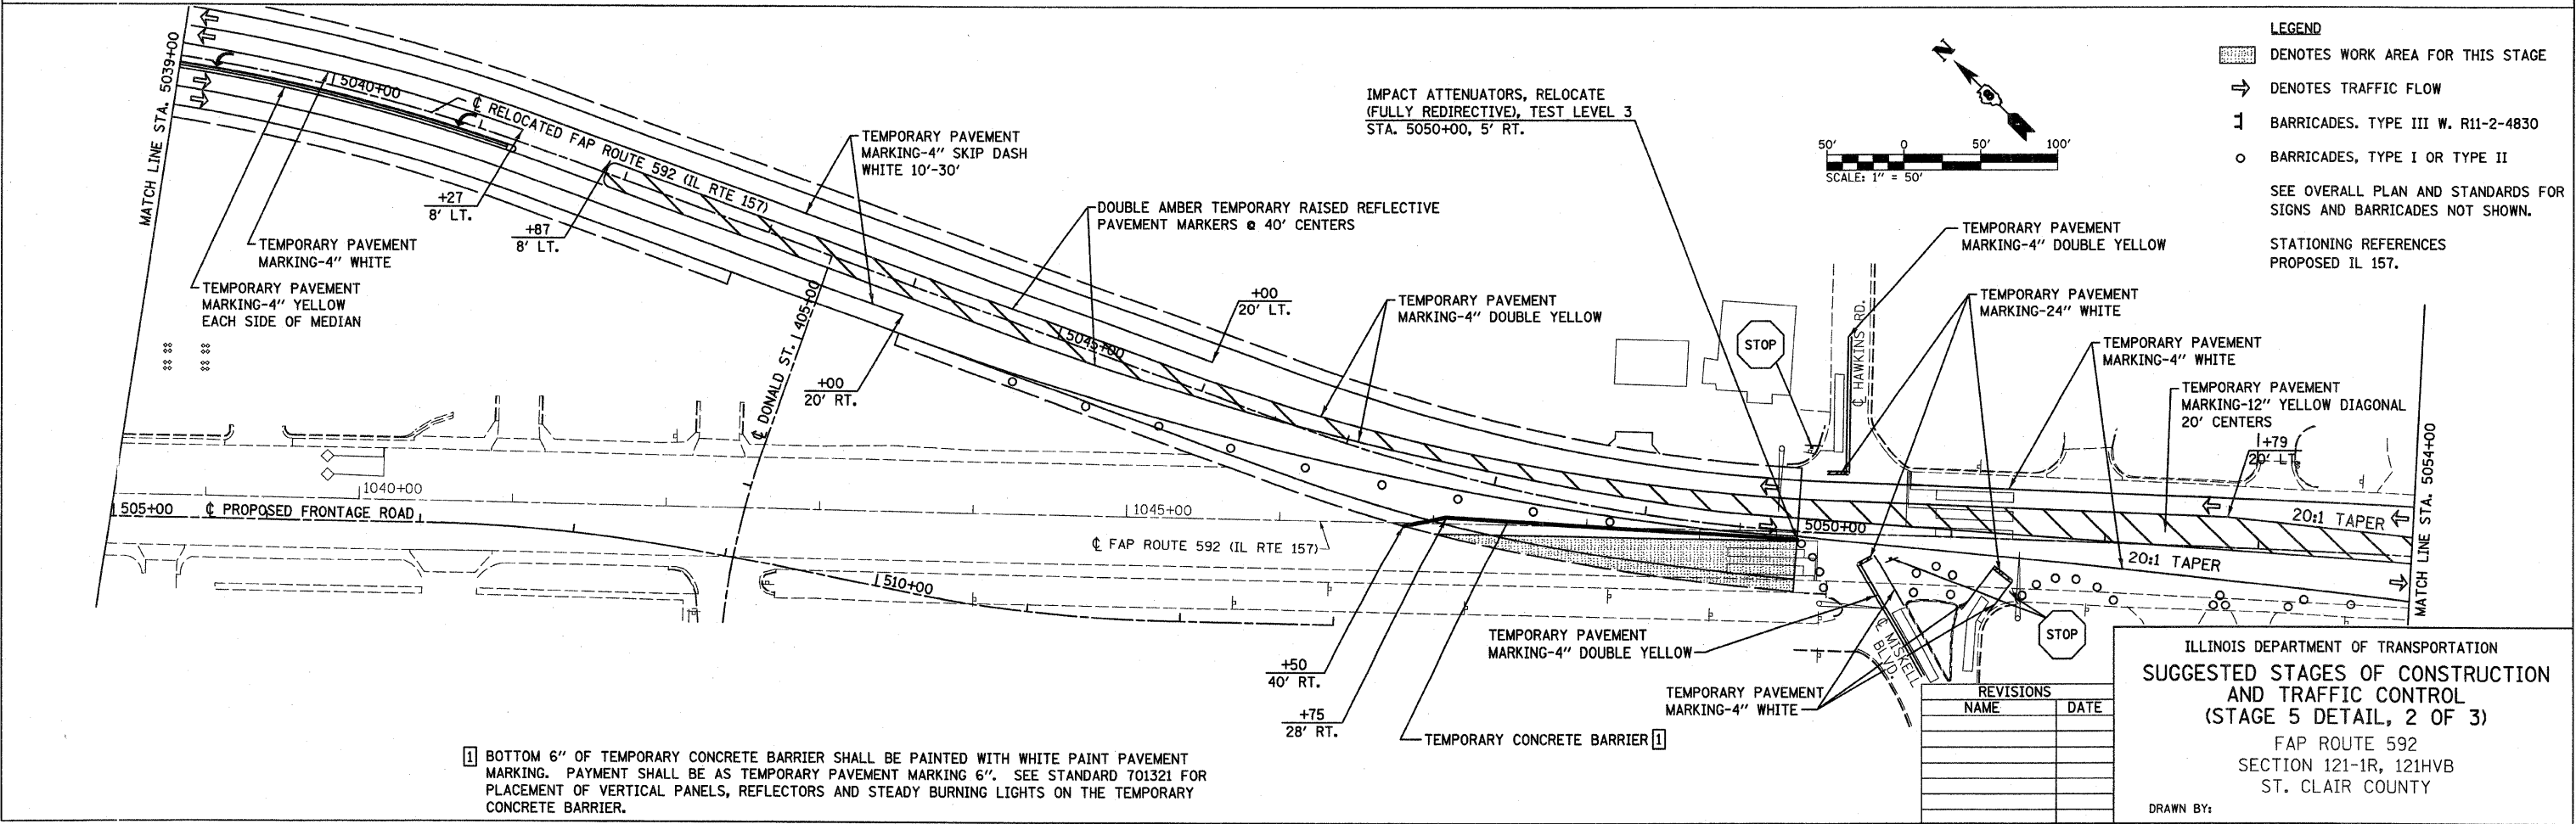 MATCH LINE STA. 5039+00
5040+00
℄ RELOCATED FAP ROUTE 592 (IL RTE 157)
+27
8' LT.
+87
8' LT.
TEMPORARY PAVEMENT
MARKING-4" WHITE
TEMPORARY PAVEMENT
MARKING-4" YELLOW
EACH SIDE OF MEDIAN
TEMPORARY PAVEMENT
MARKING-4" SKIP DASH
WHITE 10'-30'
DOUBLE AMBER TEMPORARY RAISED REFLECTIVE
PAVEMENT MARKERS @ 40' CENTERS
+00
20' LT.
5045+00
+00
20' RT.
℄ DONALD ST.
405+00
TEMPORARY PAVEMENT
MARKING-4" DOUBLE YELLOW
IMPACT ATTENUATORS, RELOCATE
(FULLY REDIRECTIVE), TEST LEVEL 3
STA. 5050+00, 5' RT.
N
50' 0 50' 100'
SCALE: 1" = 50'
LEGEND
DENOTES WORK AREA FOR THIS STAGE
DENOTES TRAFFIC FLOW
BARRICADES. TYPE III W. R11-2-4830
BARRICADES, TYPE I OR TYPE II
SEE OVERALL PLAN AND STANDARDS FOR
SIGNS AND BARRICADES NOT SHOWN.
STATIONING REFERENCES
PROPOSED IL 157.
TEMPORARY PAVEMENT
MARKING-4" DOUBLE YELLOW
STOP
℄ HAWKINS RD.
TEMPORARY PAVEMENT
MARKING-24" WHITE
TEMPORARY PAVEMENT
MARKING-4" WHITE
TEMPORARY PAVEMENT
MARKING-12" YELLOW DIAGONAL
20' CENTERS
+79
20' LT.
MATCH LINE STA. 5054+00
20:1 TAPER
20:1 TAPER
5050+00
1040+00
1045+00
505+00
℄ PROPOSED FRONTAGE ROAD
℄ FAP ROUTE 592 (IL RTE 157)
510+00
TEMPORARY PAVEMENT
MARKING-4" DOUBLE YELLOW
℄ MISKELL
BLVD.
STOP
+50
40' RT.
+75
28' RT.
TEMPORARY PAVEMENT
MARKING-4" WHITE
TEMPORARY CONCRETE BARRIER 1
1 BOTTOM 6" OF TEMPORARY CONCRETE BARRIER SHALL BE PAINTED WITH WHITE PAINT PAVEMENT
MARKING. PAYMENT SHALL BE AS TEMPORARY PAVEMENT MARKING 6". SEE STANDARD 701321 FOR
PLACEMENT OF VERTICAL PANELS, REFLECTORS AND STEADY BURNING LIGHTS ON THE TEMPORARY
CONCRETE BARRIER.
REVISIONS
NAME DATE
ILLINOIS DEPARTMENT OF TRANSPORTATION
SUGGESTED STAGES OF CONSTRUCTION
AND TRAFFIC CONTROL
(STAGE 5 DETAIL, 2 OF 3)
FAP ROUTE 592
SECTION 121-1R, 121HVB
ST. CLAIR COUNTY
DRAWN BY: